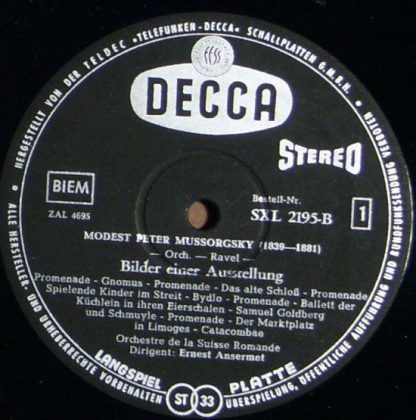 HERGESTELLT VON DER TELDEC »TELEFUNKEN-DECCA« SCHALLPLATTEN G.M.B.H.
ffss
DECCA
STEREO
BIEM
ZAL 4695
Bestell-Nr.
SXL 2195-B
1
MODEST PETER MUSSORGSKY (1839—1881)
Orch. — Ravel —
Bilder einer Ausstellung
Promenade - Gnomus - Promenade - Das alte Schloß - Promenade
Spielende Kinder im Streit - Bydlo - Promenade - Ballett der
Küchlein in ihren Eierschalen - Samuel Goldberg
und Schmuyle - Promenade - Der Marktplatz
in Limoges - Catacombae
Orchestre de la Suisse Romande
Dirigent: Ernest Ansermet
LANGSPIEL PLATTE
ST 33
ALLE HERSTELLER- UND URHEBERRECHTE VORBEHALTEN
ÜBERSPIELUNG, ÖFFENTLICHE AUFFÜHRUNG UND RUNDFUNKSENDUNG VERBOTEN